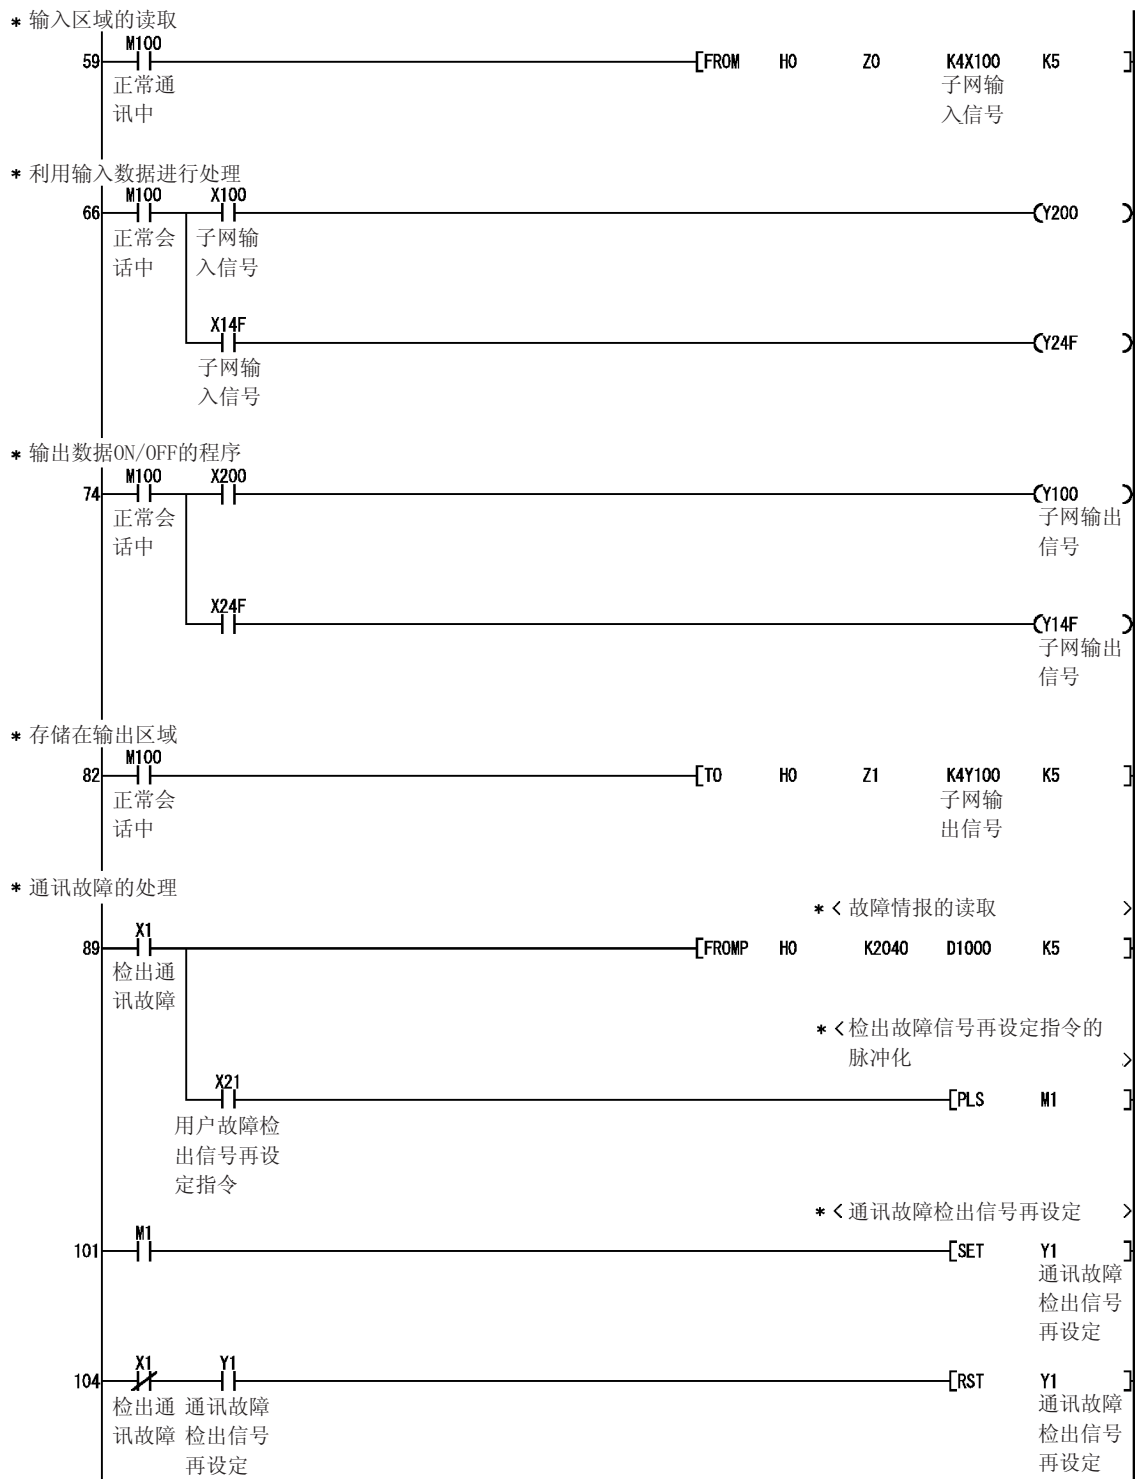 * 输入区域的读取
M100
59 [FROM H0 Z0 K4X100 K5 ]
正常通 子网输
讯中 入信号
* 利用输入数据进行处理
M100 X100
66 (Y200 )
正常会 子网输
话中 入信号
X14F
(Y24F )
子网输
入信号
* 输出数据ON/OFF的程序
M100 X200
74 (Y100 )
正常会 子网输出
话中 信号
X24F
(Y14F )
子网输出
信号
* 存储在输出区域
M100
82 [TO H0 Z1 K4Y100 K5 ]
正常会 子网输
话中 出信号
* 通讯故障的处理
* < 故障情报的读取 >
X1
89 [FROMP H0 K2040 D1000 K5 ]
检出通
讯故障
* < 检出故障信号再设定指令的
脉冲化 >
X21
[PLS M1 ]
用户故障检
出信号再设
定指令
* < 通讯故障检出信号再设定 >
M1
101 [SET Y1 ]
通讯故障
检出信号
再设定
X1 Y1
104 [RST Y1 ]
检出通 通讯故障 通讯故障
讯故障 检出信号 检出信号
再设定 再设定